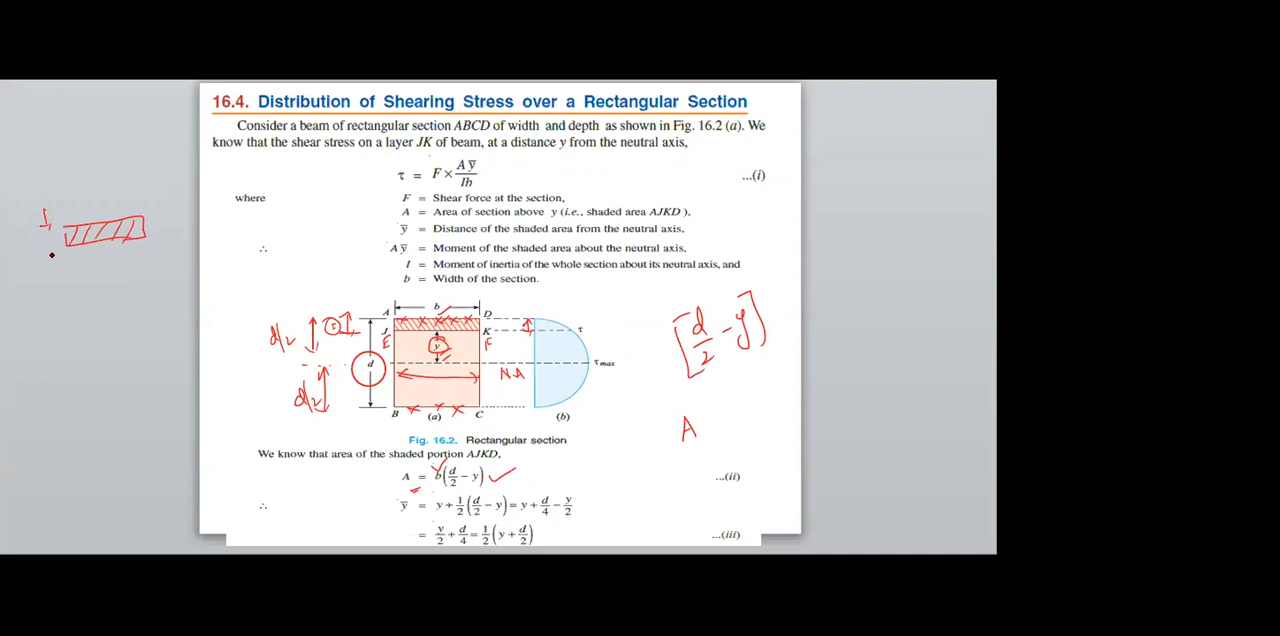 16.4. Distribution of Shearing Stress over a Rectangular Section
Consider a beam of rectangular section ABCD of width and depth as shown in Fig. 16.2 (a). We
know that the shear stress on a layer JK of beam, at a distance y from the neutral axis,
τ = F × Aȳ / Ib ...(i)
where F = Shear force at the section,
A = Area of section above y (i.e., shaded area AJKD),
ȳ = Distance of the shaded area from the neutral axis,
∴ Aȳ = Moment of the shaded area about the neutral axis,
I = Moment of inertia of the whole section about its neutral axis, and
b = Width of the section.
b
A D
J K τ
E F
d/2
y
[d/2 - y]
d
τmax
N.A
d/2
B (a) C (b)
A
Fig. 16.2. Rectangular section
We know that area of the shaded portion AJKD,
A = b(d/2 − y) ...(ii)
∴ ȳ = y + 1/2 (d/2 − y) = y + d/4 − y/2
= y/2 + d/4 = 1/2 (y + d/2) ...(iii)